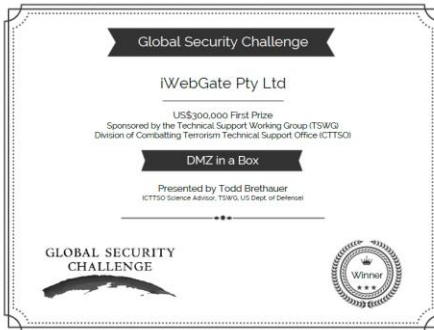 Global Security Challenge
iWebGate Pty Ltd
US$300,000 First Prize
Sponsored by the Technical Support Working Group (TSWG)
Division of Combatting Terrorism Technical Support Office (CTTSO)
DMZ in a Box
Presented by Todd Brethauer
(CTTSO Science Advisor, TSWG, US Dept. of Defense)
GLOBAL SECURITY
CHALLENGE
Winner